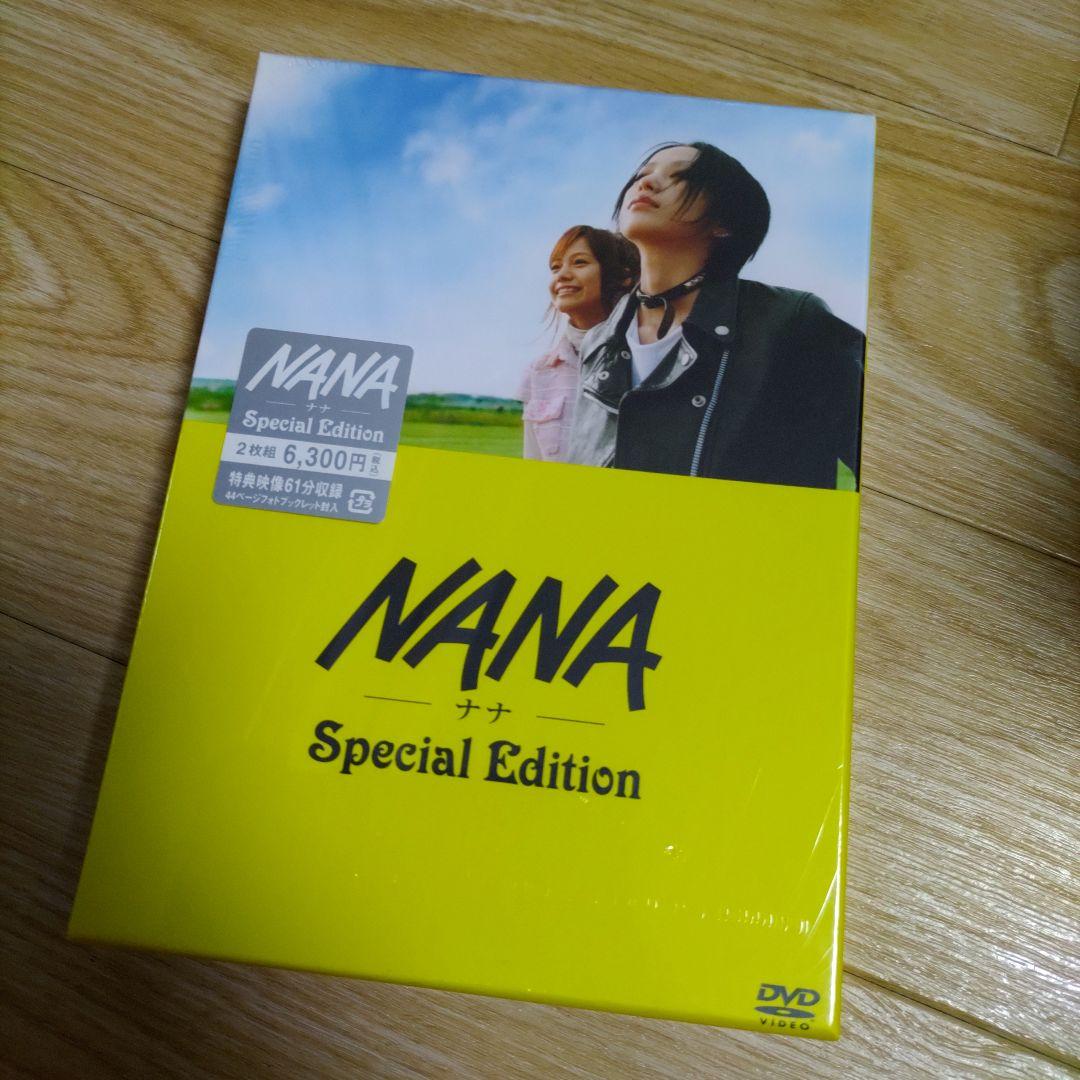 NANA
ナナ
Special Edition
2枚組 6,300円(税込)
特典映像61分収録
44ページフォトブックレット封入
NANA
ナナ
Special Edition
DVD
VIDEO